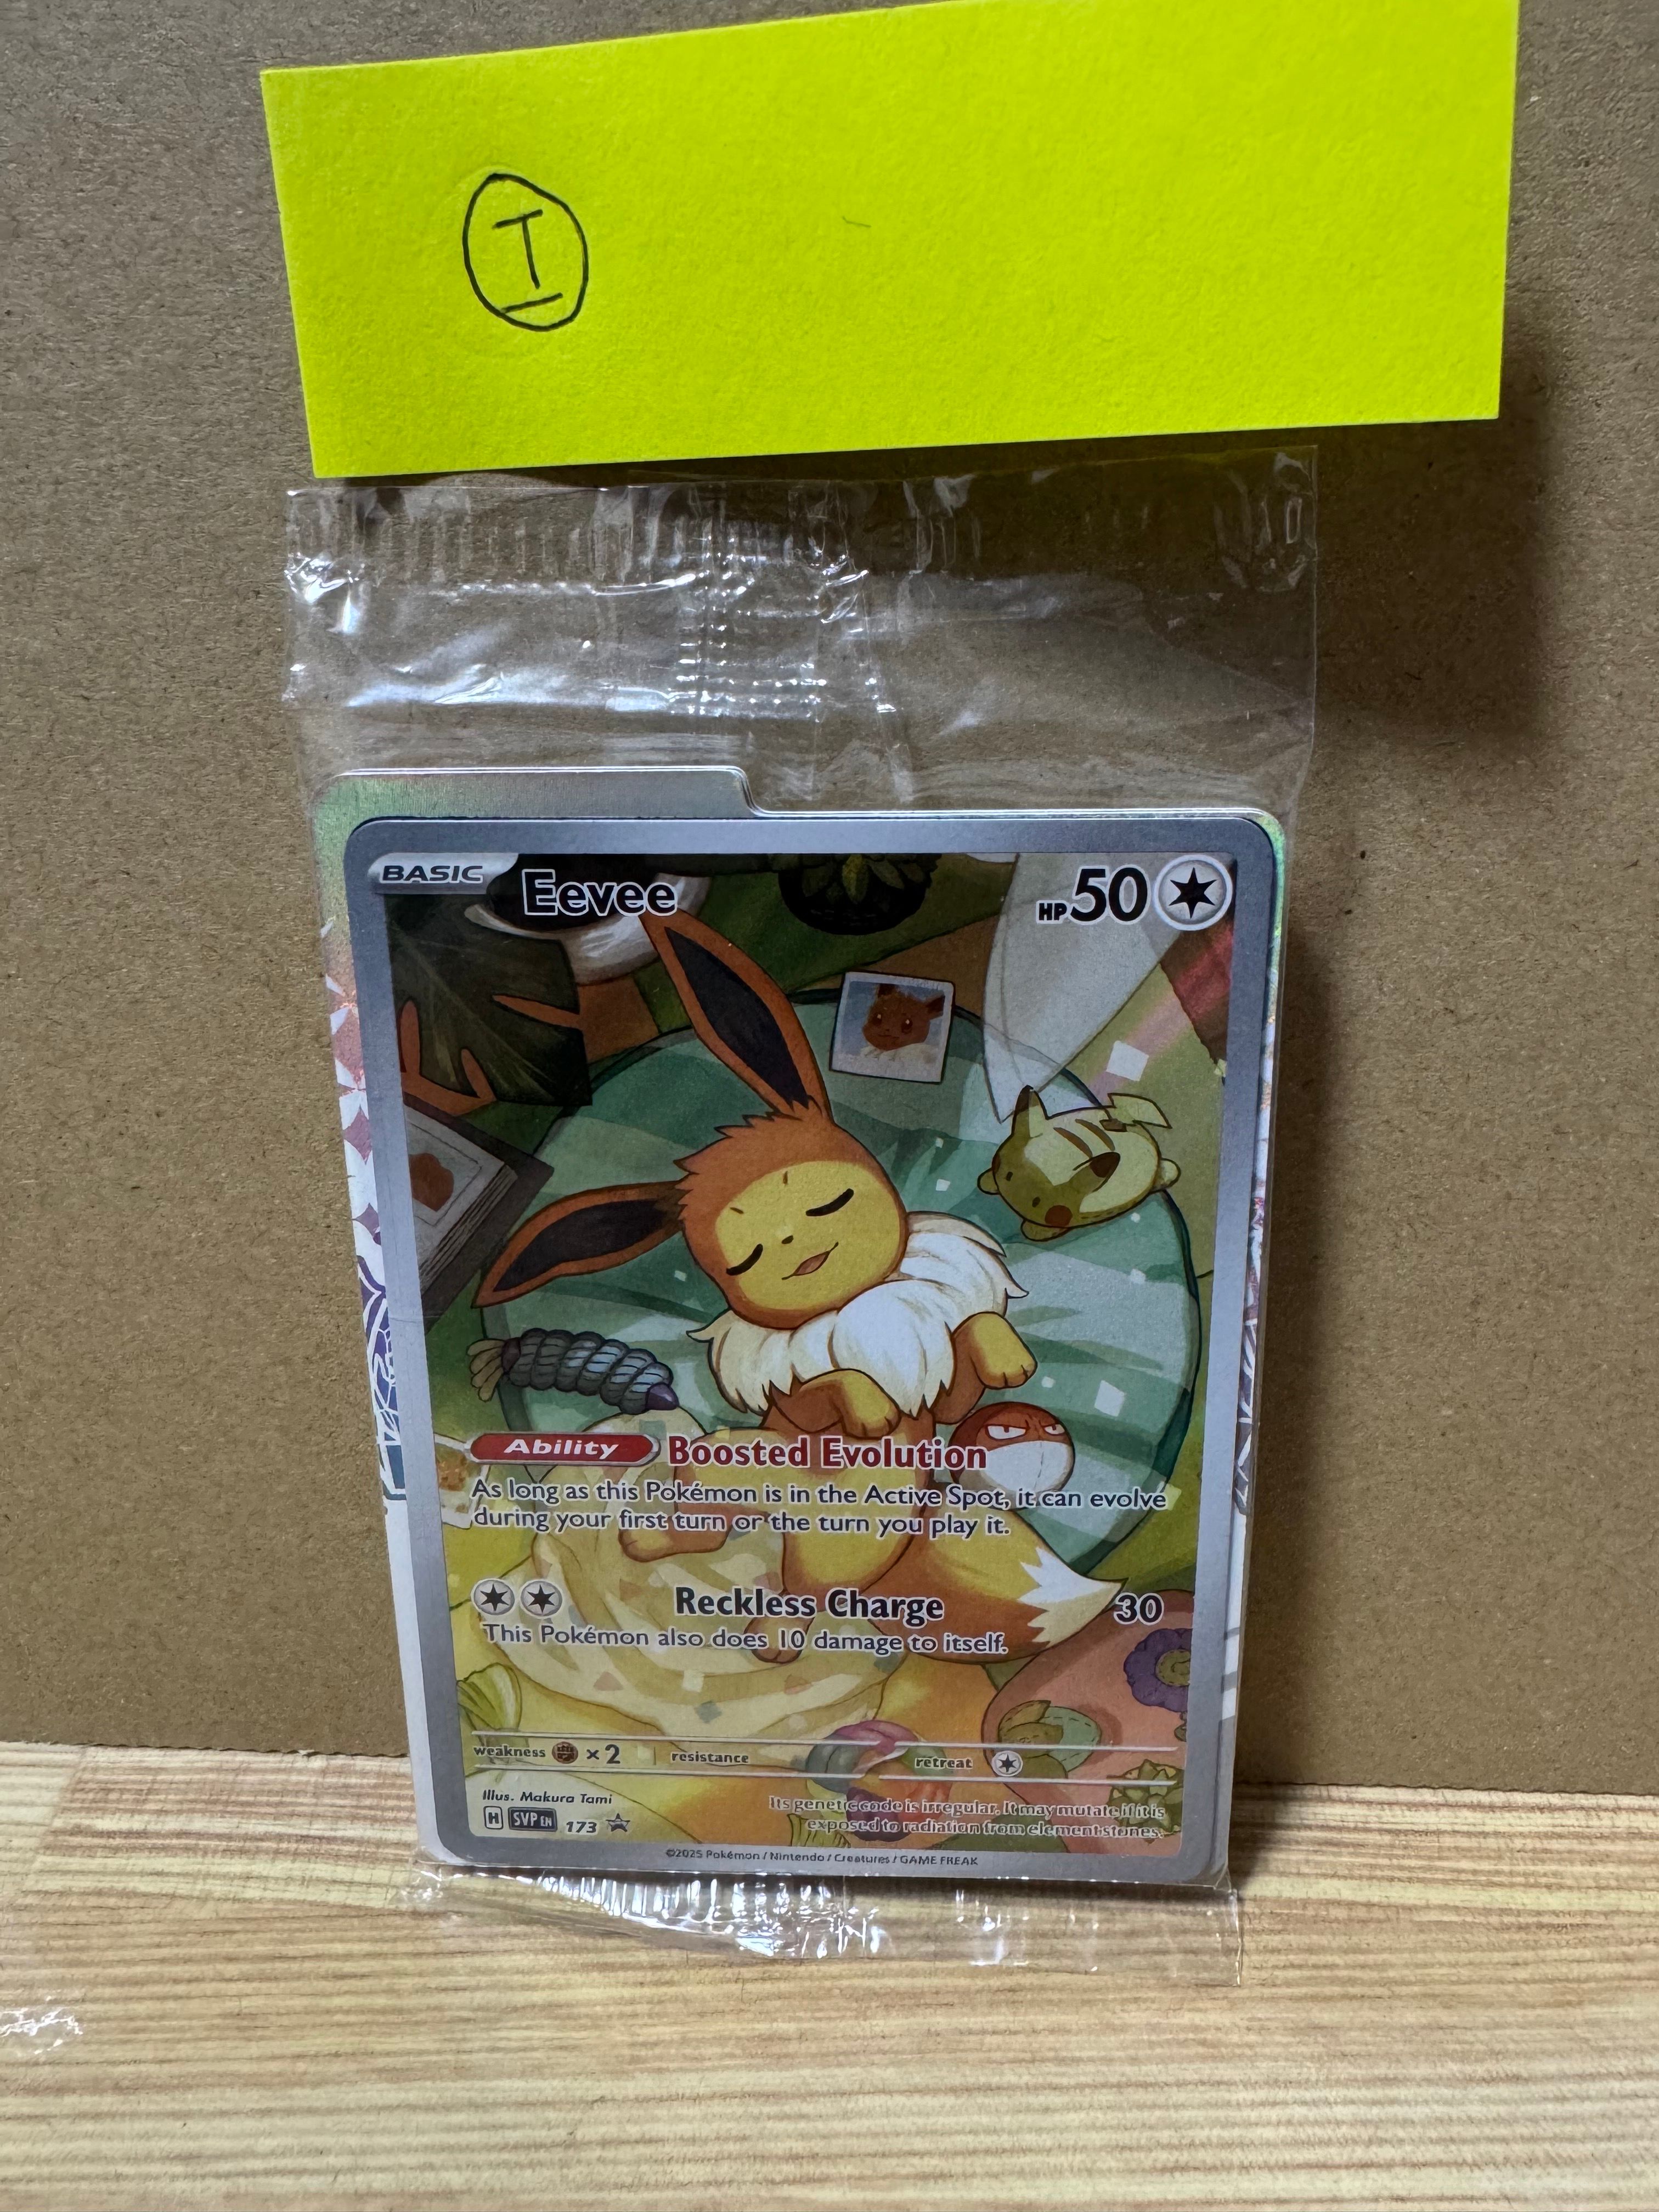 I
BASIC Eevee HP 50
Ability Boosted Evolution
As long as this Pokémon is in the Active Spot, it can evolve
during your first turn or the turn you play it.
Reckless Charge 30
This Pokémon also does 10 damage to itself.
weakness ×2 resistance retreat
Illus. Makura Tami
H SVP EN 173
Its genetic code is irregular. It may mutate if it is
exposed to radiation from element stones.
©2025 Pokémon / Nintendo / Creatures / GAME FREAK